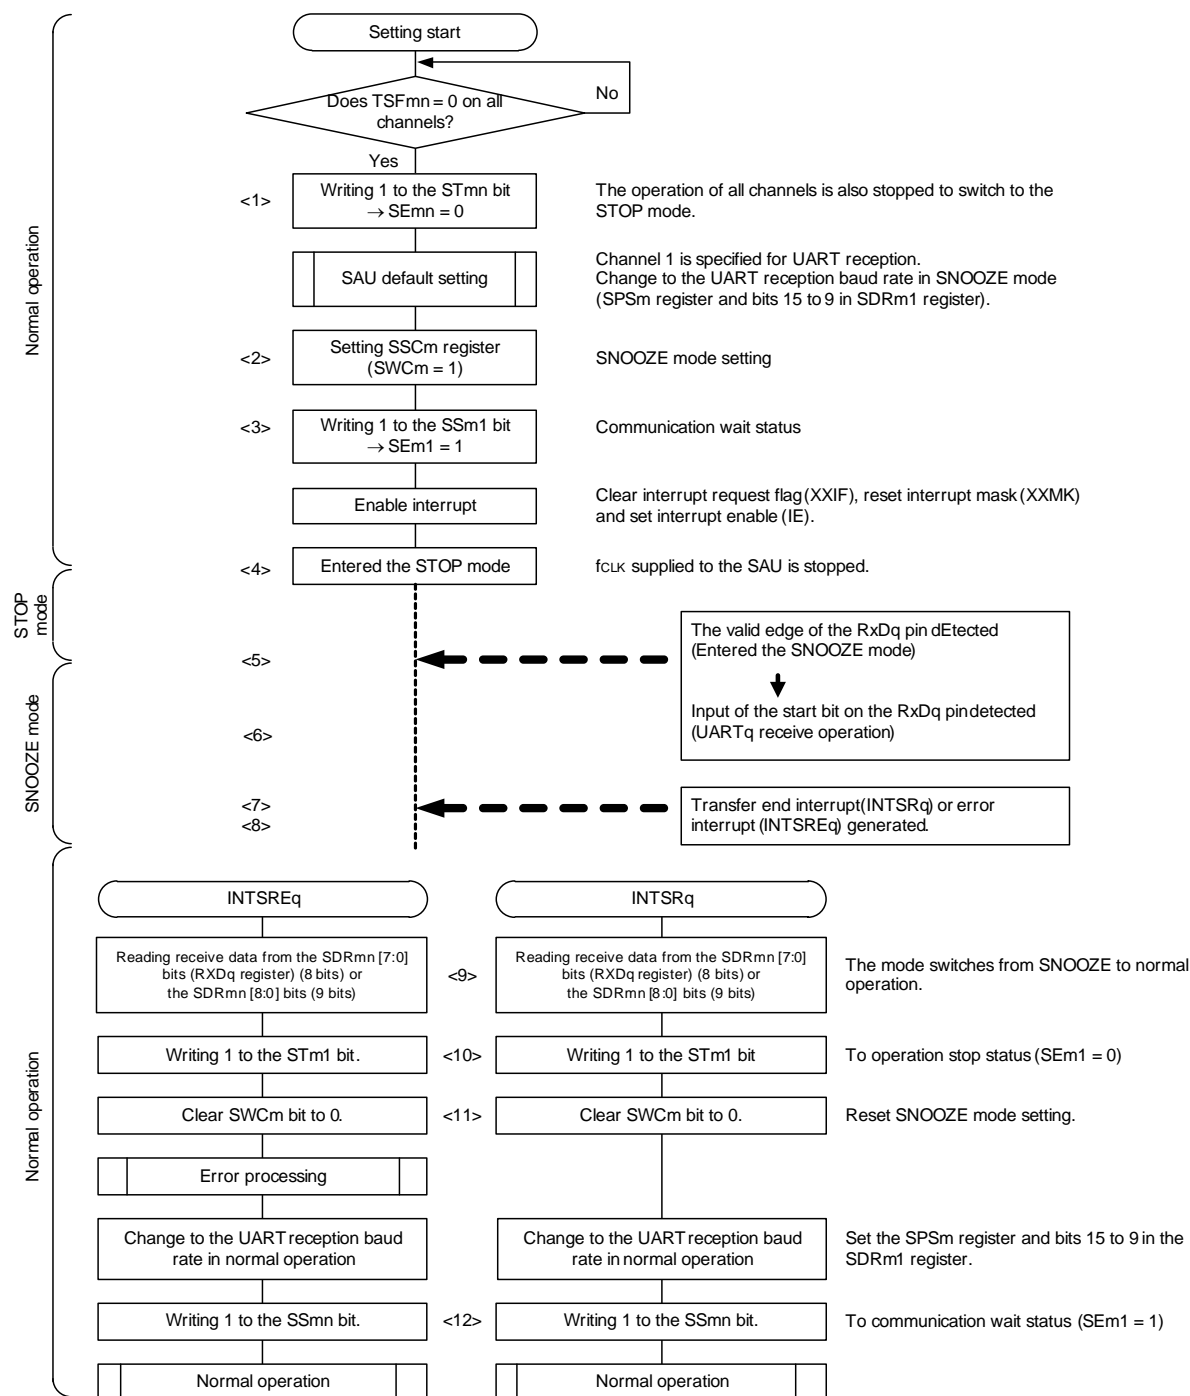 Setting start
Does TSFmn = 0 on all
channels?
No
Yes
<1>
Writing 1 to the STmn bit
→ SEmn = 0
The operation of all channels is also stopped to switch to the
STOP mode.
Normal operation
SAU default setting
Channel 1 is specified for UART reception.
Change to the UART reception baud rate in SNOOZE mode
(SPSm register and bits 15 to 9 in SDRm1 register).
<2>
Setting SSCm register
(SWCm = 1)
SNOOZE mode setting
<3>
Writing 1 to the SSm1 bit
→ SEm1 = 1
Communication wait status
Enable interrupt
Clear interrupt request flag (XXIF), reset interrupt mask (XXMK)
and set interrupt enable (IE).
<4>
Entered the STOP mode
fCLK supplied to the SAU is stopped.
STOP
mode
The valid edge of the RxDq pin dEtected
(Entered the SNOOZE mode)
<5>
SNOOZE mode
Input of the start bit on the RxDq pindetected
(UARTq receive operation)
<6>
<7>
<8>
Transfer end interrupt(INTSRq) or error
interrupt (INTSREq) generated.
INTSREq
INTSRq
Reading receive data from the SDRmn [7:0]
bits (RXDq register) (8 bits) or
the SDRmn [8:0] bits (9 bits)
<9>
Reading receive data from the SDRmn [7:0]
bits (RXDq register) (8 bits) or
the SDRmn [8:0] bits (9 bits)
The mode switches from SNOOZE to normal
operation.
Writing 1 to the STm1 bit.
<10>
Writing 1 to the STm1 bit
To operation stop status (SEm1 = 0)
Normal operation
Clear SWCm bit to 0.
<11>
Clear SWCm bit to 0.
Reset SNOOZE mode setting.
Error processing
Change to the UART reception baud
rate in normal operation
Change to the UART reception baud
rate in normal operation
Set the SPSm register and bits 15 to 9 in the
SDRm1 register.
Writing 1 to the SSmn bit.
<12>
Writing 1 to the SSmn bit.
To communication wait status (SEm1 = 1)
Normal operation
Normal operation